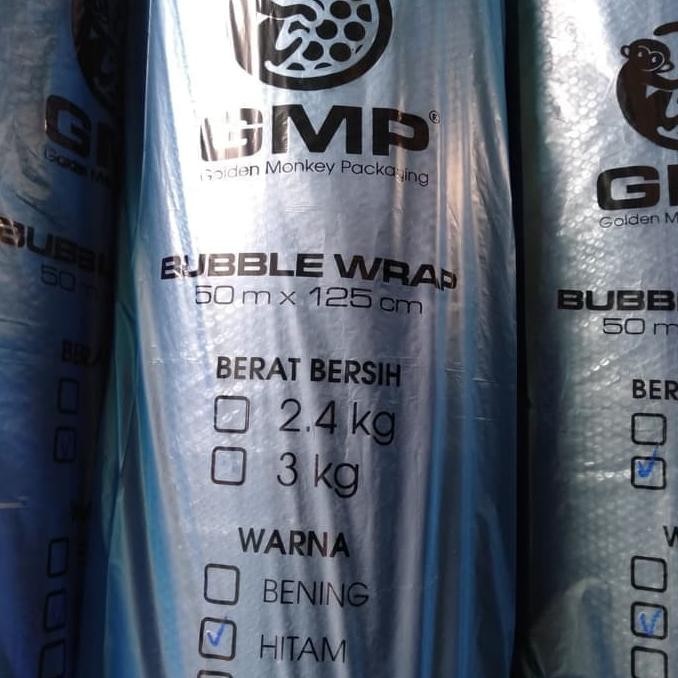 GMP®
Golden Monkey Packaging
BUBBLE WRAP
50 m x 125 cm
BERAT BERSIH
2.4 kg
3 kg
WARNA
BENING
HITAM
G
Golden M
BUBB
50 m
BER
W